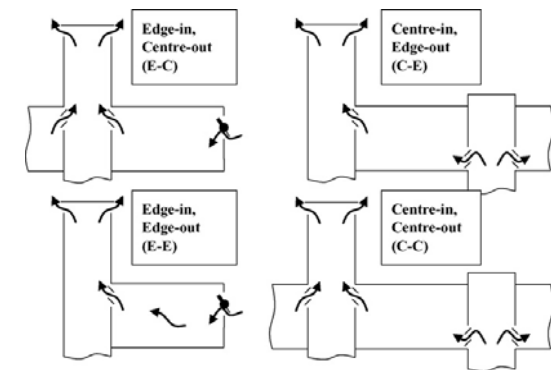 Edge-in,
Centre-out
(E-C)
Centre-in,
Edge-out
(C-E)
Edge-in,
Edge-out
(E-E)
Centre-in,
Centre-out
(C-C)